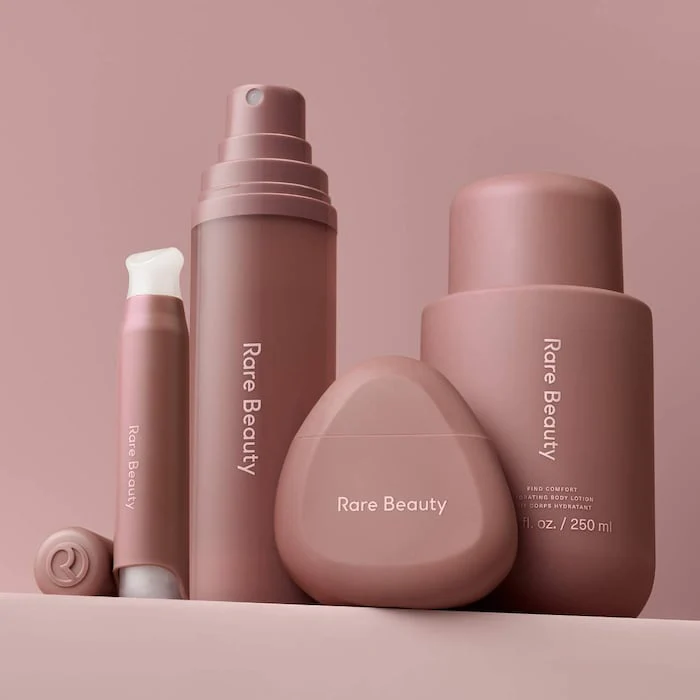 Rare Beauty
Rare Beauty
Rare Beauty
Rare Beauty
FIND COMFORT
BODY LOTION
CORPS HYDRATANT
fl. oz. / 250 ml
R